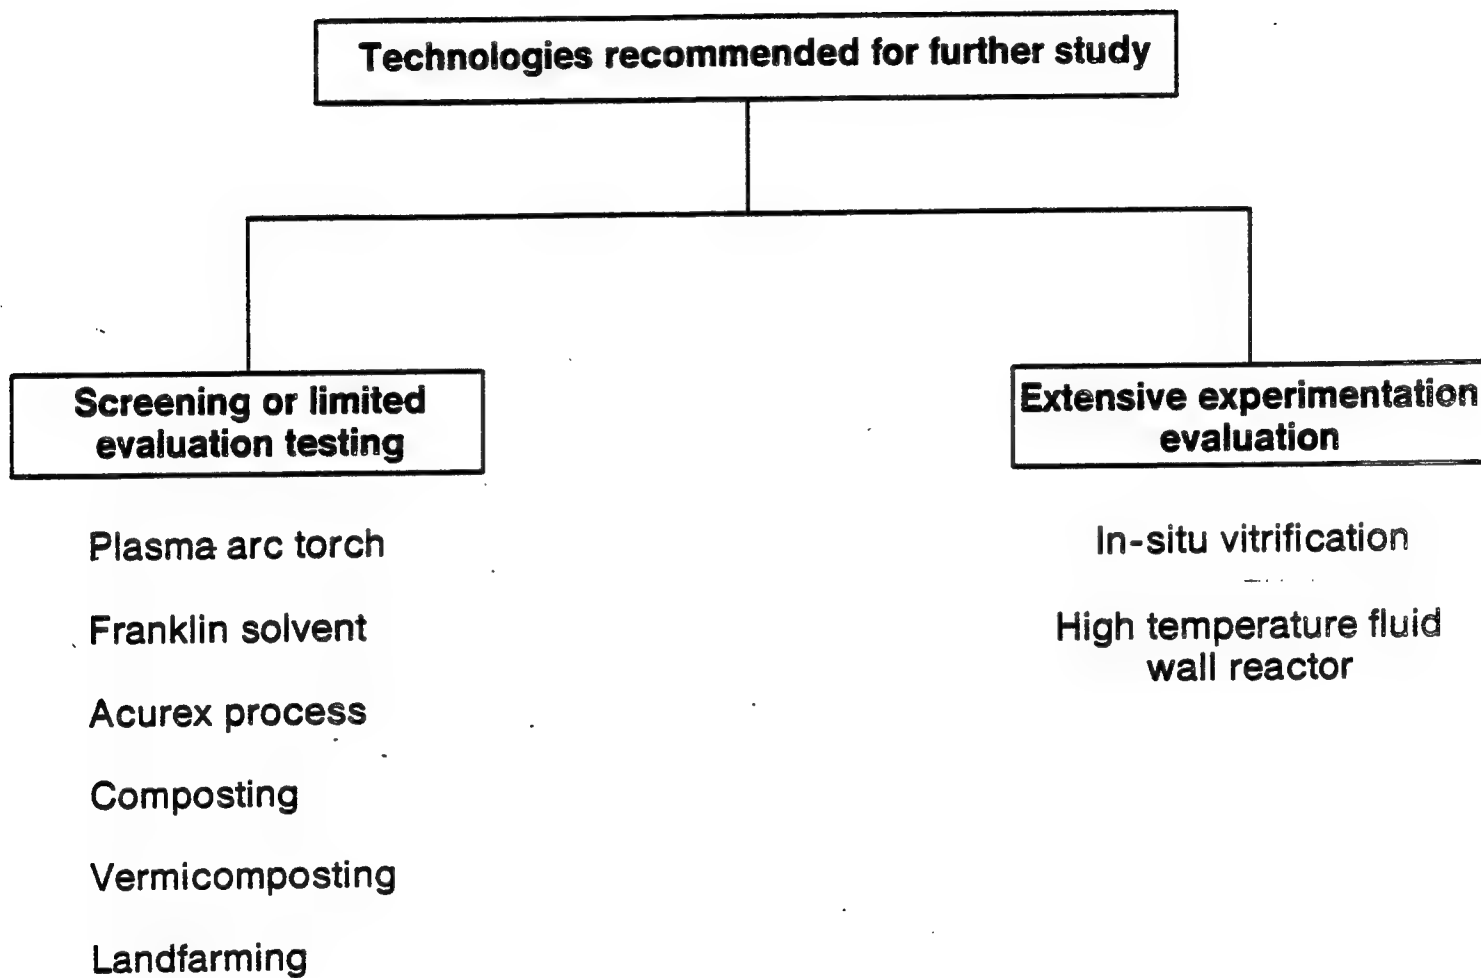 Technologies recommended for further study
Screening or limited
evaluation testing
Plasma arc torch
Franklin solvent
Acurex process
Composting
Vermicomposting
Landfarming
Extensive experimentation
evaluation
In-situ vitrification
High temperature fluid
wall reactor